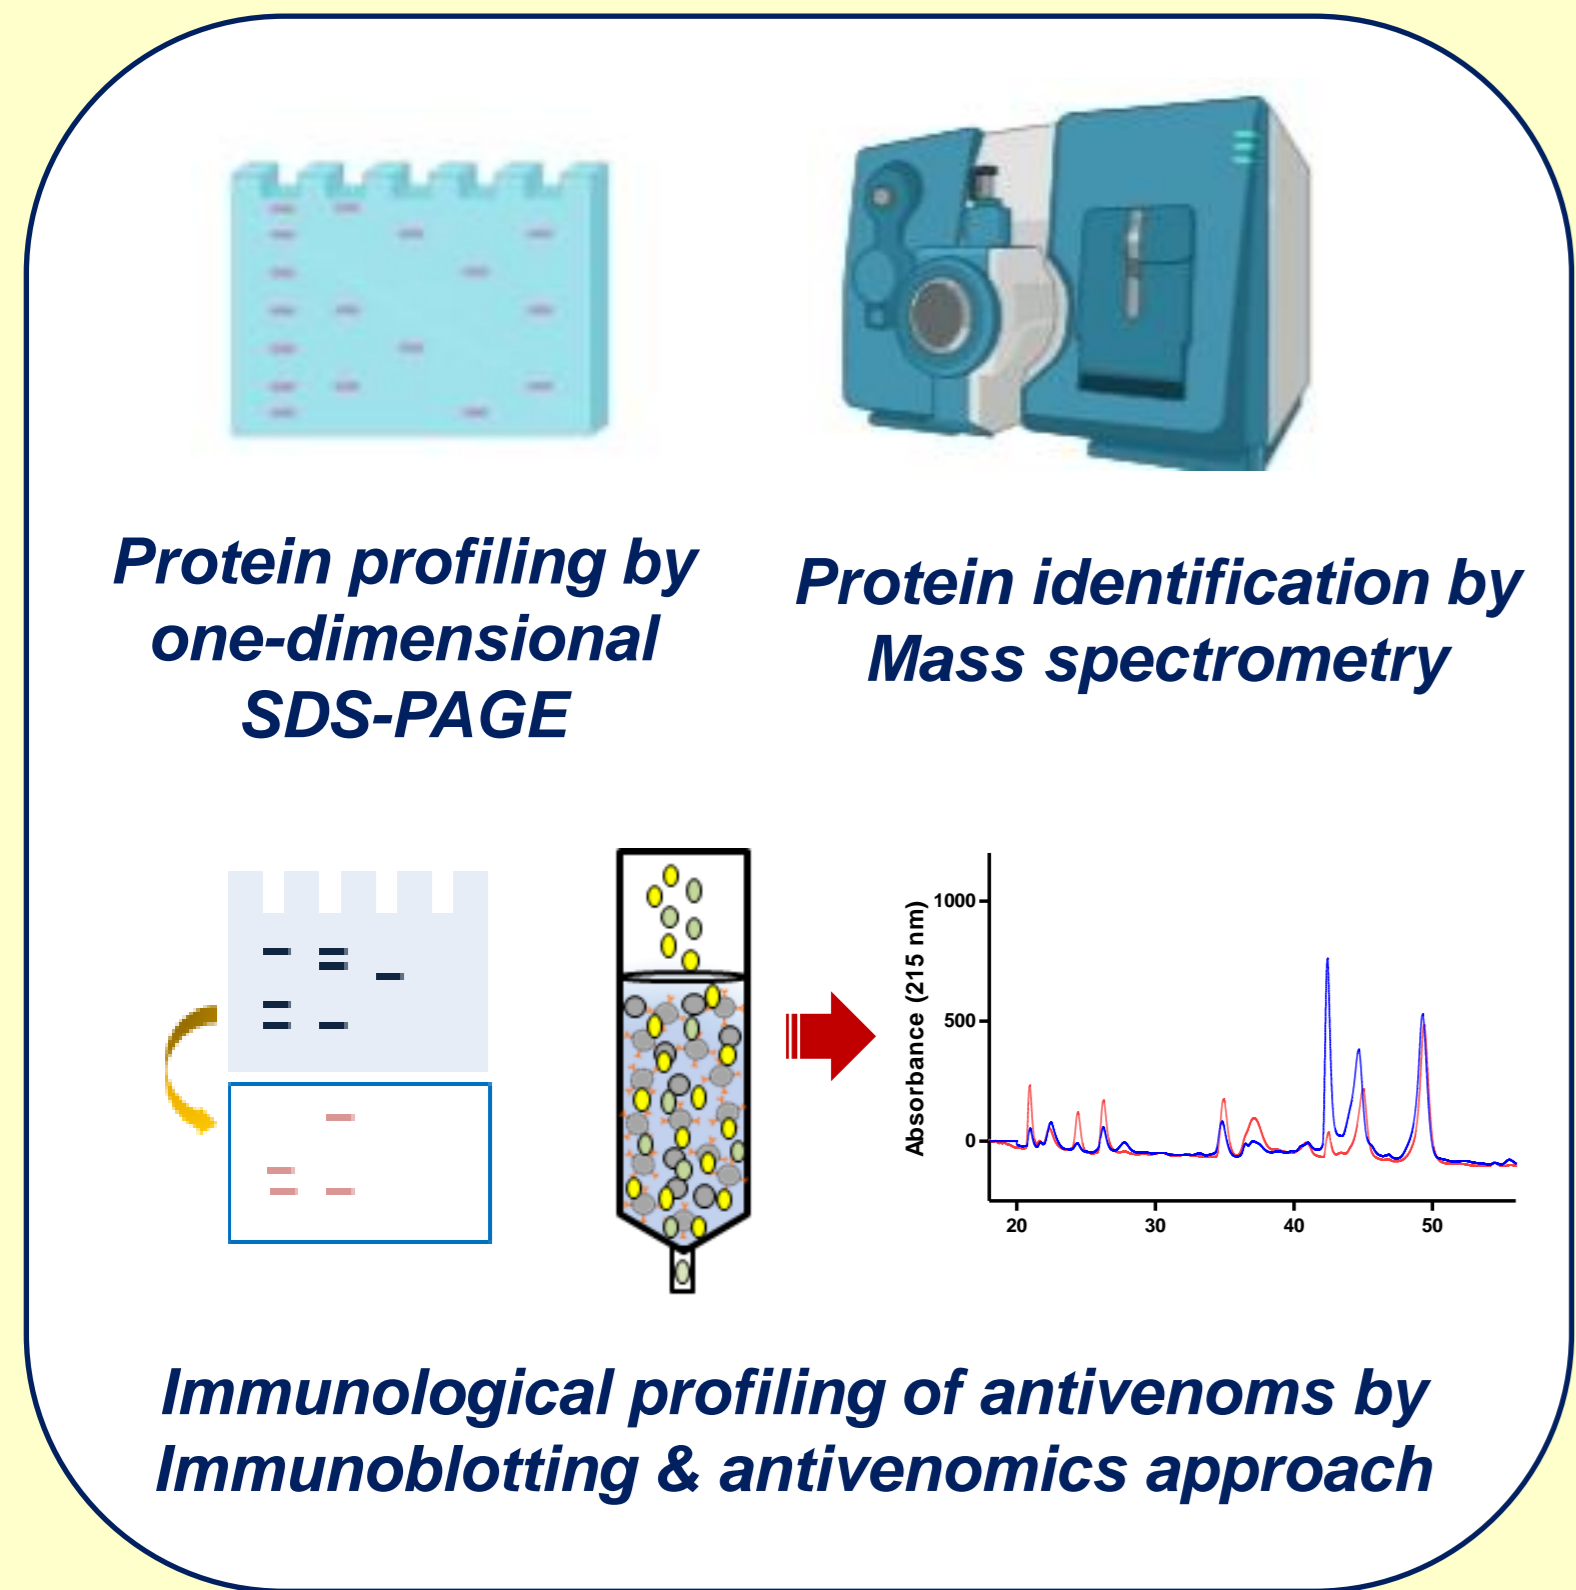 Protein profiling by
one-dimensional
SDS-PAGE
Protein identification by
Mass spectrometry
Absorbance (215 nm)
1000
500
0
20
30
40
50
Immunological profiling of antivenoms by
Immunoblotting & antivenomics approach